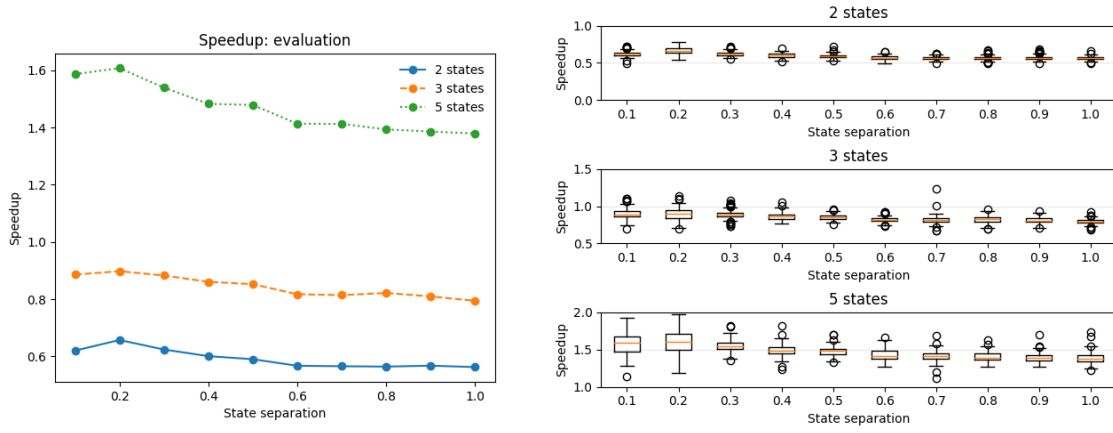 Speedup: evaluation
Speedup
1.6
1.4
1.2
1.0
0.8
0.6
2 states
3 states
5 states
0.2 0.4 0.6 0.8 1.0
State separation
2 states
Speedup
1.0
0.5
0.0
0.1 0.2 0.3 0.4 0.5 0.6 0.7 0.8 0.9 1.0
State separation
3 states
Speedup
1.5
1.0
0.5
0.1 0.2 0.3 0.4 0.5 0.6 0.7 0.8 0.9 1.0
State separation
5 states
Speedup
2.0
1.5
1.0
0.1 0.2 0.3 0.4 0.5 0.6 0.7 0.8 0.9 1.0
State separation